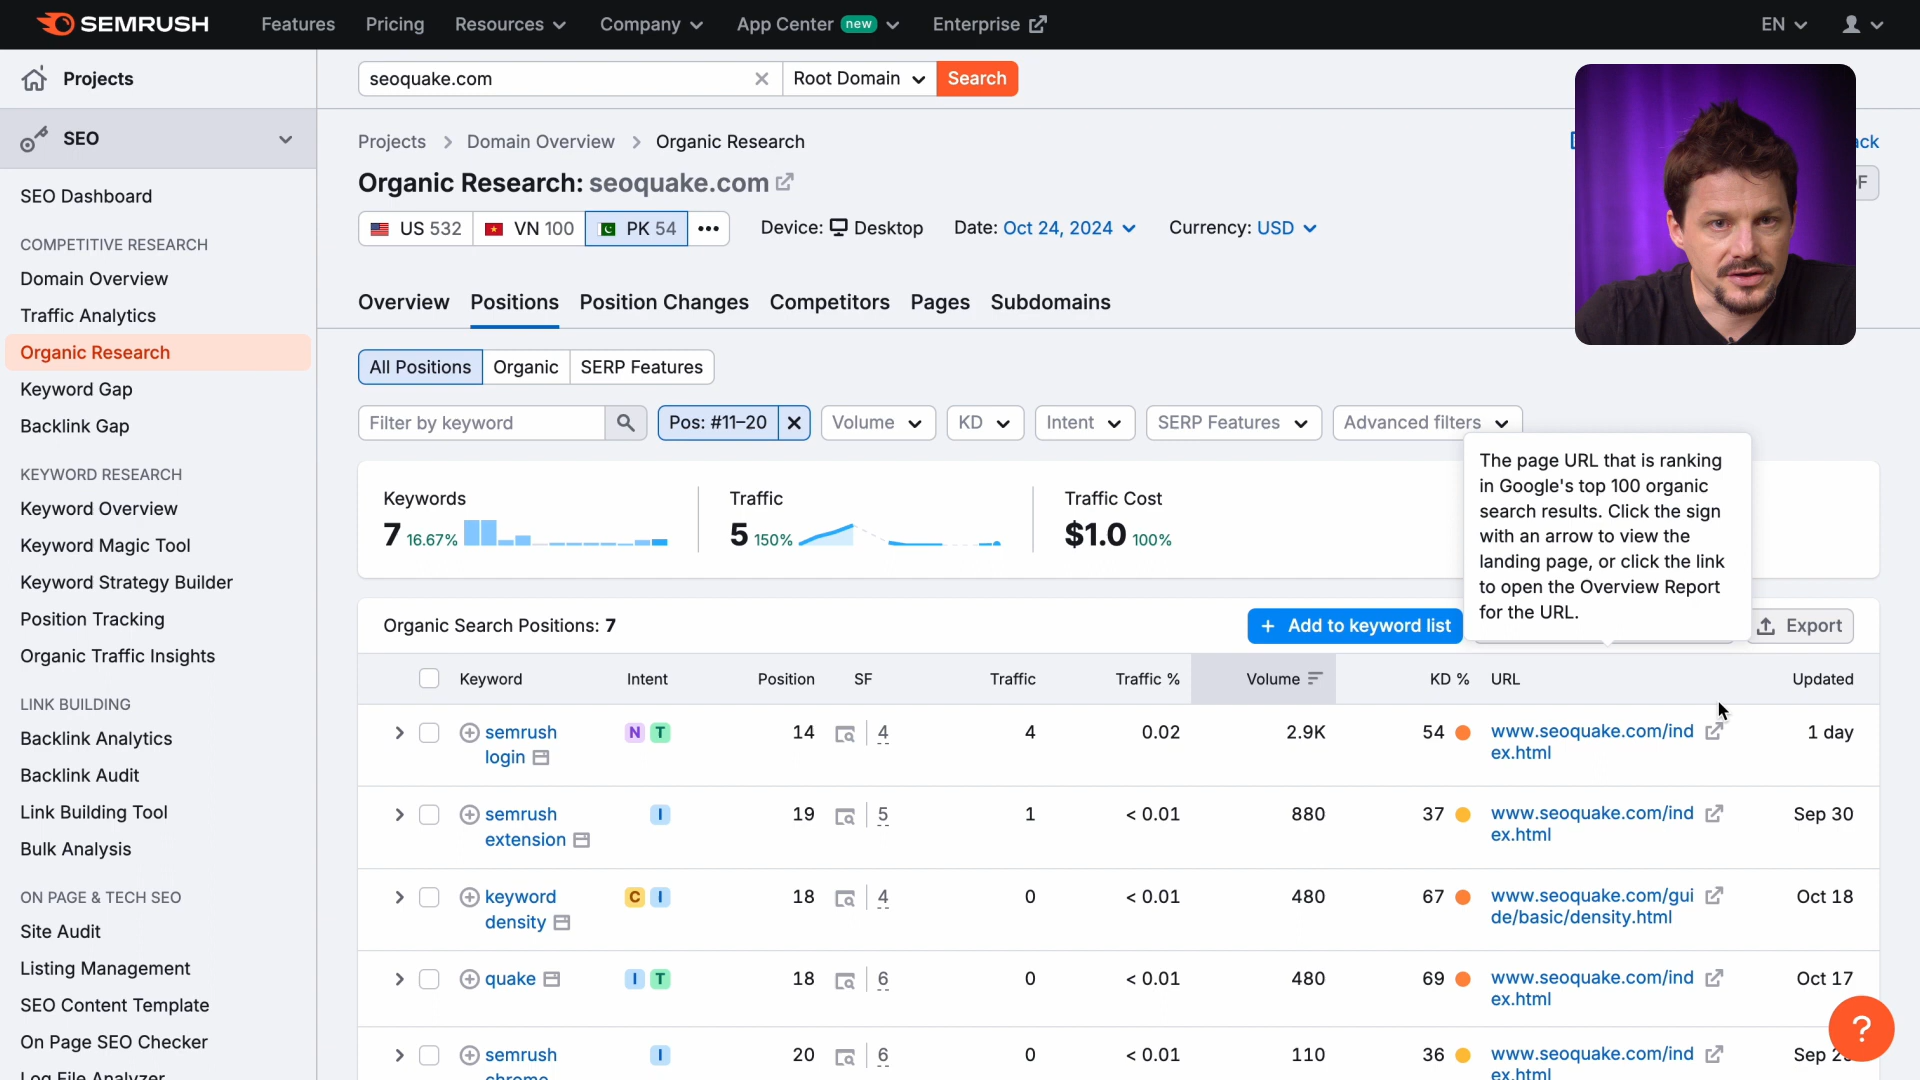 SEMRUSH
Features
Pricing
Resources
Company
App Center new
Enterprise
EN
Projects
seoquake.com
Root Domain
Search
SEO
Projects > Domain Overview > Organic Research
Organic Research: seoquake.com
US 532
VN 100
PK 54
Device: Desktop
Date: Oct 24, 2024
Currency: USD
Overview
Positions
Position Changes
Competitors
Pages
Subdomains
All Positions
Organic
SERP Features
Filter by keyword
Pos: #11–20
Volume
KD
Intent
SERP Features
Advanced filters
The page URL that is ranking
in Google's top 100 organic
search results. Click the sign
with an arrow to view the
landing page, or click the link
to open the Overview Report
for the URL.
Keywords
7 16.67%
Traffic
5 150%
Traffic Cost
$1.0 100%
Organic Search Positions: 7
+ Add to keyword list
Export
Keyword Intent Position SF Traffic Traffic % Volume KD % URL Updated
semrush N T 14 4 4 0.02 2.9K 54 www.seoquake.com/ind 1 day
login ex.html
semrush I 19 5 1 < 0.01 880 37 www.seoquake.com/ind Sep 30
extension ex.html
keyword C I 18 4 0 < 0.01 480 67 www.seoquake.com/gui Oct 18
density de/basic/density.html
quake I T 18 6 0 < 0.01 480 69 www.seoquake.com/ind Oct 17
ex.html
semrush I 20 6 0 < 0.01 110 36 www.seoquake.com/ind Sep
chrome ex.html
?
SEO Dashboard
COMPETITIVE RESEARCH
Domain Overview
Traffic Analytics
Organic Research
Keyword Gap
Backlink Gap
KEYWORD RESEARCH
Keyword Overview
Keyword Magic Tool
Keyword Strategy Builder
Position Tracking
Organic Traffic Insights
LINK BUILDING
Backlink Analytics
Backlink Audit
Link Building Tool
Bulk Analysis
ON PAGE & TECH SEO
Site Audit
Listing Management
SEO Content Template
On Page SEO Checker
Log File Analyzer